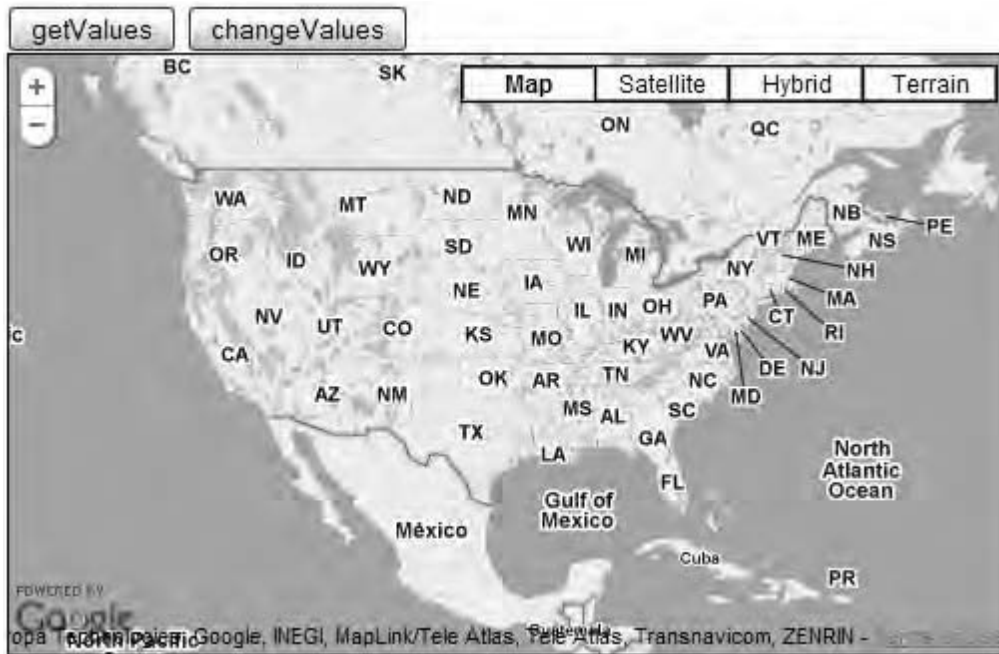 getValues changeValues
+
−
Map Satellite Hybrid Terrain
BC SK
ON QC
WA MT ND MN NB PE
OR ID WY SD WI MI VT ME NS
NY NH
NE IA MA
NV UT CO IL IN OH PA CT RI
ic
CA KS MO KY WV VA DE NJ
AZ NM OK AR TN NC MD
MS AL SC
TX GA
LA FL
North
Atlantic
Ocean
Gulf of
Mexico
México
Cuba
PR
POWERED BY
Google
Guatemala
North Pacific
Google, INEGI, MapLink/Tele Atlas, Tele Atlas, Transnavicom, ZENRIN -